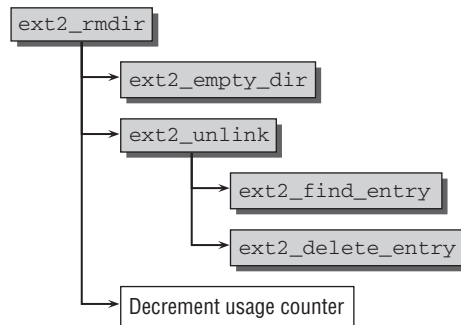 ext2_rmdir
ext2_empty_dir
ext2_unlink
ext2_find_entry
ext2_delete_entry
Decrement usage counter